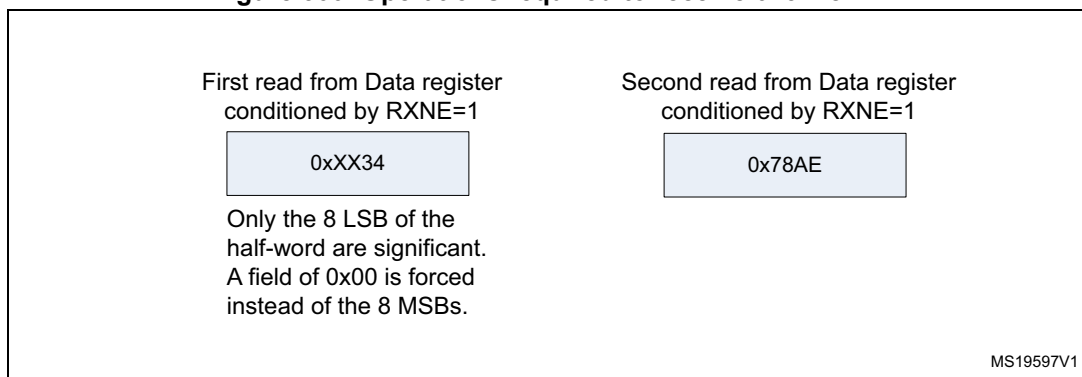 First read from Data register
conditioned by RXNE=1
0xXX34
Only the 8 LSB of the
half-word are significant.
A field of 0x00 is forced
instead of the 8 MSBs.
Second read from Data register
conditioned by RXNE=1
0x78AE
MS19597V1